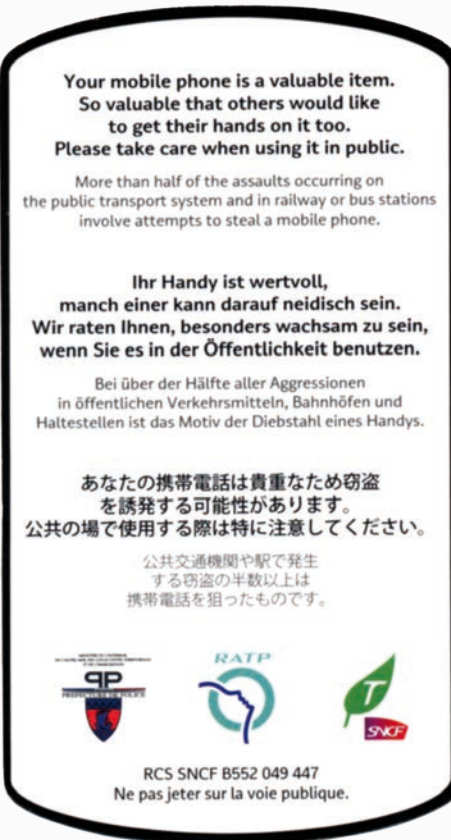 Your mobile phone is a valuable item.
So valuable that others would like
to get their hands on it too.
Please take care when using it in public.
More than half of the assaults occurring on
the public transport system and in railway or bus stations
involve attempts to steal a mobile phone.
Ihr Handy ist wertvoll,
manch einer kann darauf neidisch sein.
Wir raten Ihnen, besonders wachsam zu sein,
wenn Sie es in der Öffentlichkeit benutzen.
Bei über der Hälfte aller Aggressionen
in öffentlichen Verkehrsmitteln, Bahnhöfen und
Haltestellen ist das Motiv der Diebstahl eines Handys.
あなたの携帯電話は貴重なため窃盗
を誘発する可能性があります。
公共の場で使用する際は特に注意してください。
公共交通機関や駅で発生
する窃盗の半数以上は
携帯電話を狙ったものです。
PP
PREFECTURE DE POLICE
RATP
T
SNCF
RCS SNCF B552 049 447
Ne pas jeter sur la voie publique.